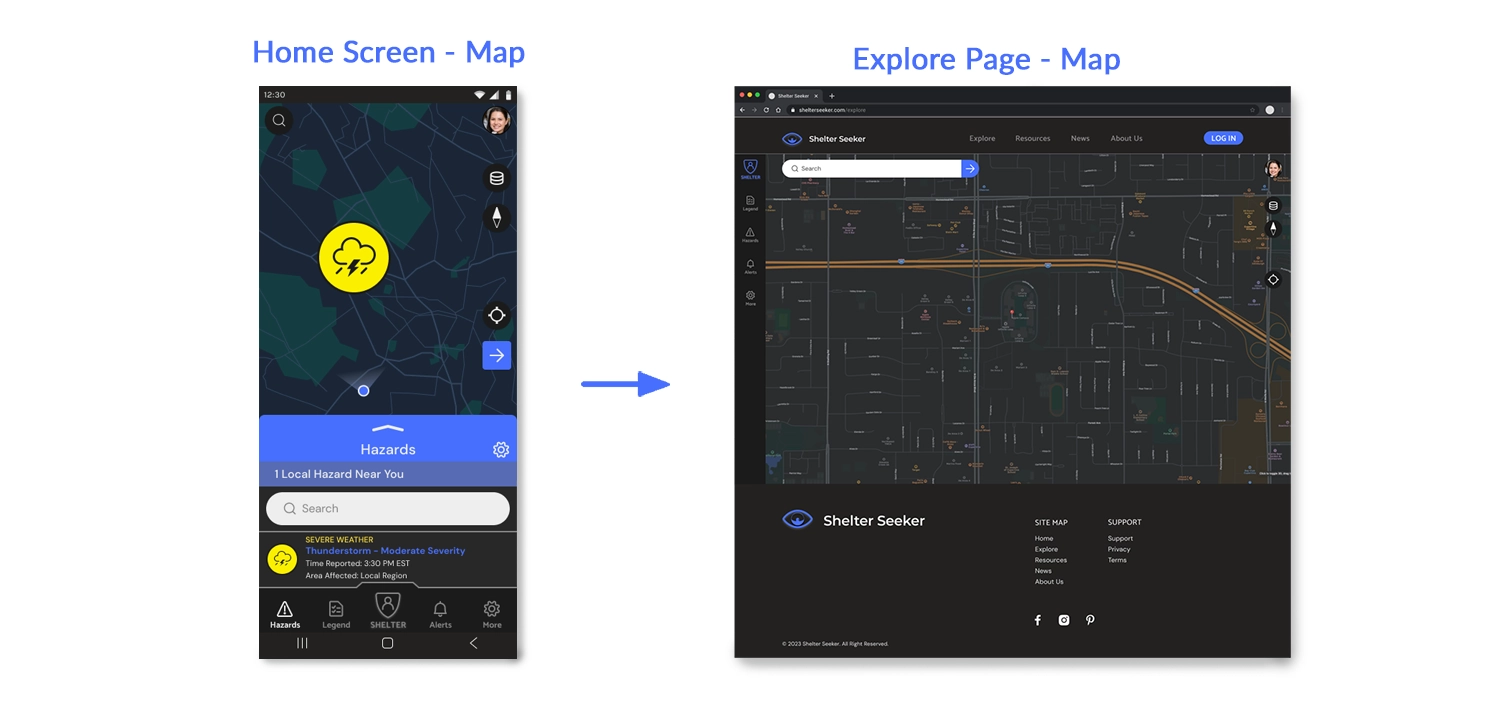 Home Screen - Map
12:30
Hazards
1 Local Hazard Near You
Search
SEVERE WEATHER
Thunderstorm - Moderate Severity
Time Reported: 3:30 PM EST
Area Affected: Local Region
Hazards Legend SHELTER Alerts More
Explore Page - Map
Shelter Seeker
shelterseeker.com/explore
Shelter Seeker Explore Resources News About Us LOG IN
Search
SHELTER
Legend
Hazards
Alerts
More
Shelter Seeker
SITE MAP
Home
Explore
Resources
News
About Us
SUPPORT
Support
Privacy
Terms
© 2023 Shelter Seeker. All Right Reserved.